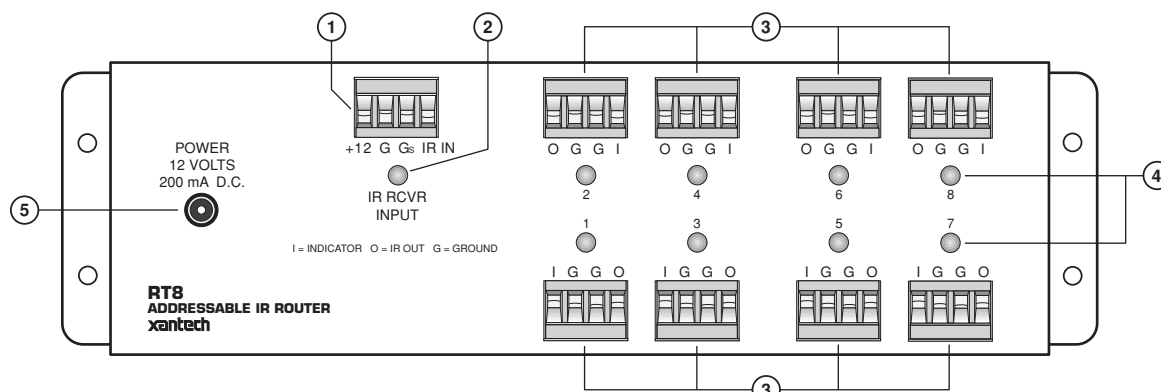 1 2 3
+12 G Gs IR IN
O G G I O G G I O G G I O G G I
POWER
12 VOLTS
200 mA D.C.
IR RCVR
INPUT
2 4 6 8
4
5
1 3 5 7
I = INDICATOR O = IR OUT G = GROUND
I G G O I G G O I G G O I G G O
RT8
ADDRESSABLE IR ROUTER
xantech
3